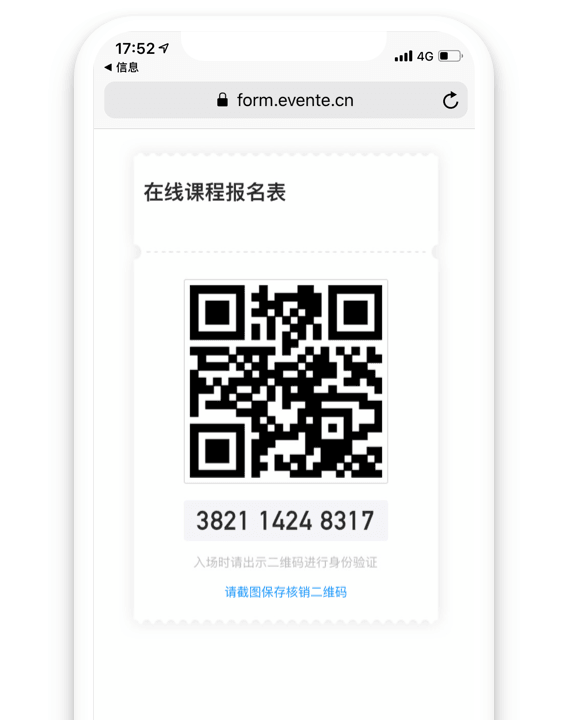 17:52
4G
信息
form.evente.cn
在线课程报名表
3821 1424 8317
入场时请出示二维码进行身份验证
请截图保存核销二维码